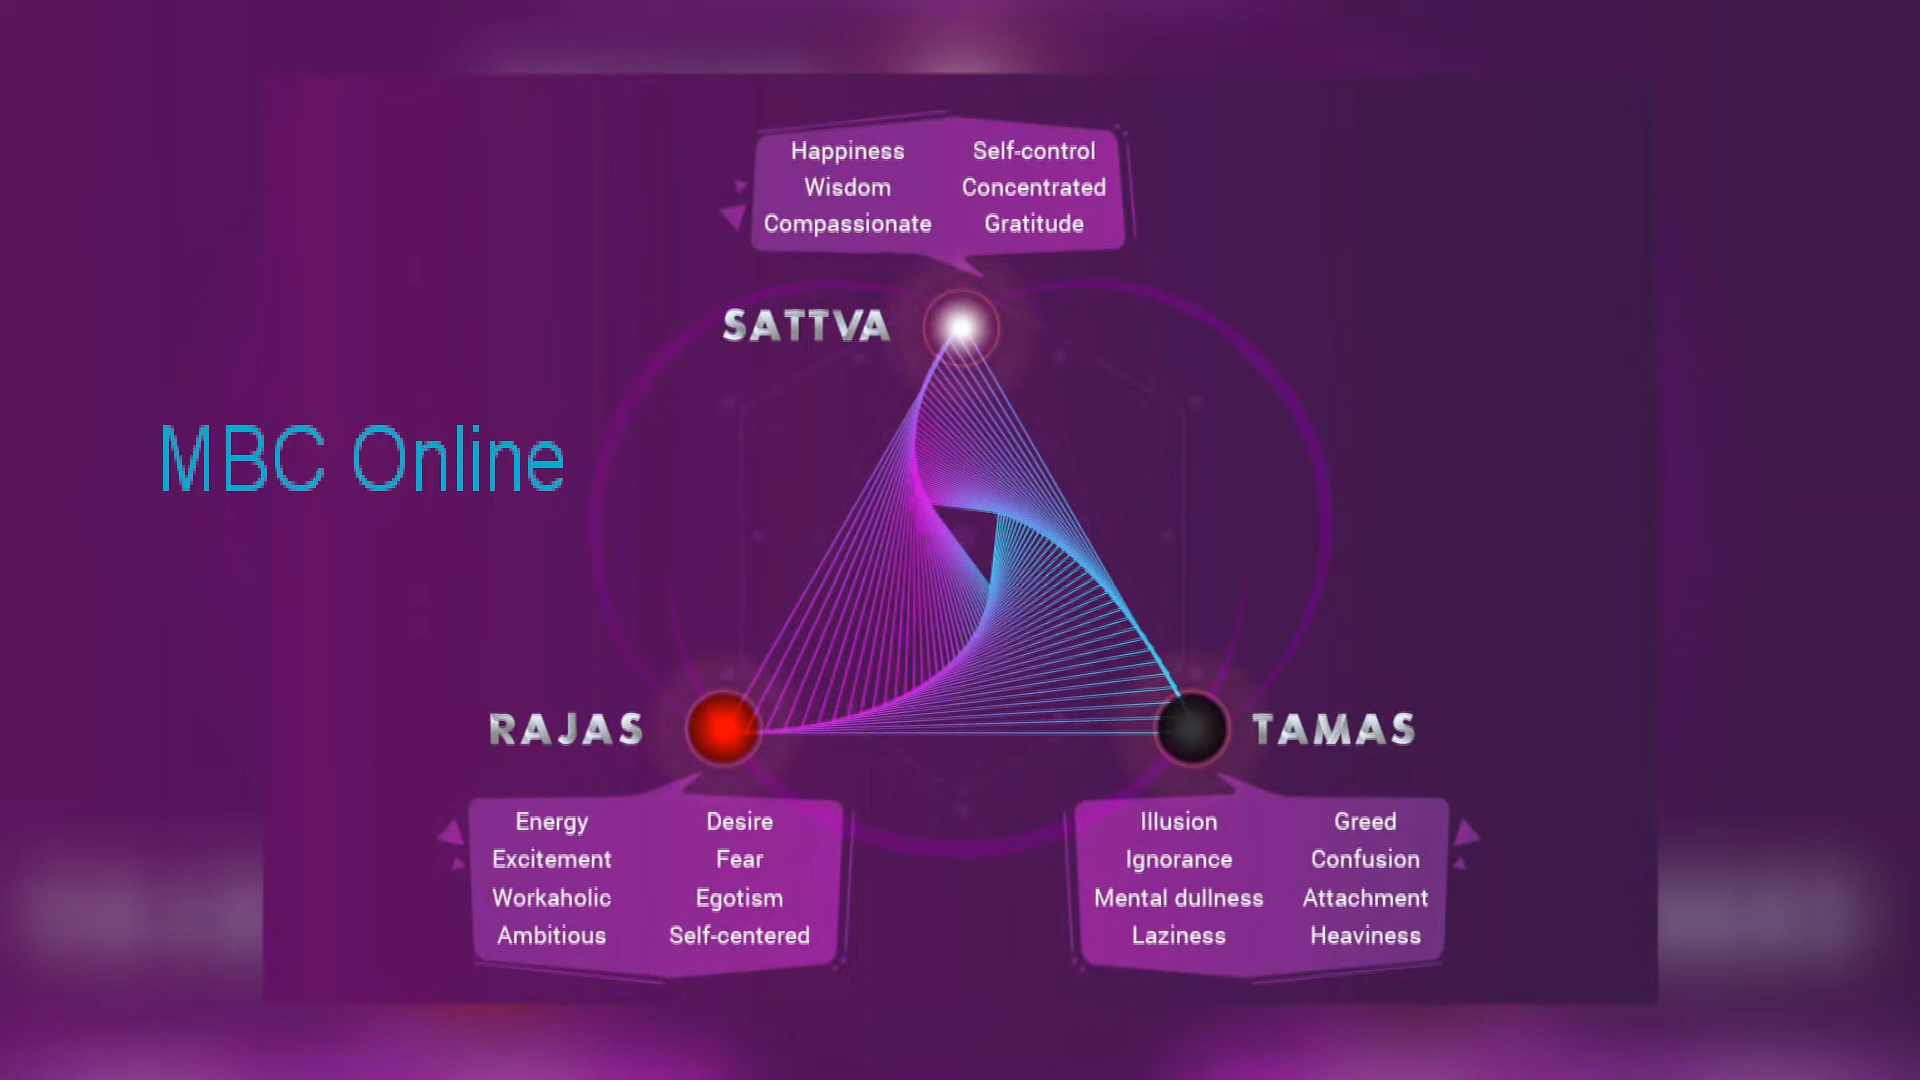 Happiness Self-control
Wisdom Concentrated
Compassionate Gratitude
SATTVA
MBC Online
RAJAS
TAMAS
Energy Desire
Excitement Fear
Workaholic Egotism
Ambitious Self-centered
Illusion Greed
Ignorance Confusion
Mental dullness Attachment
Laziness Heaviness